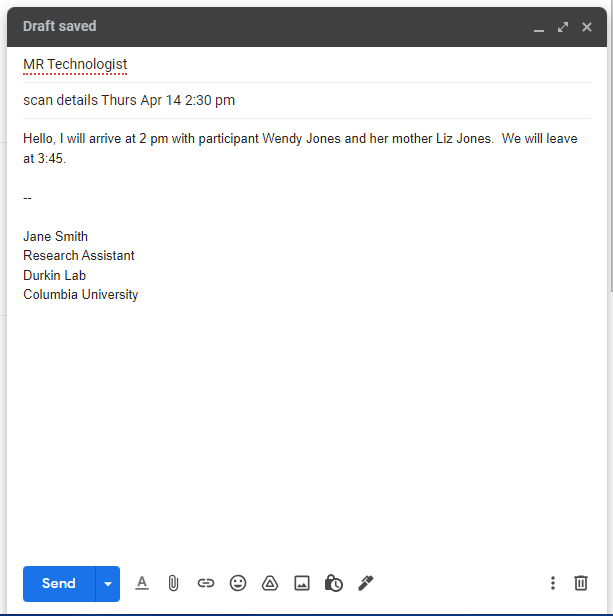 Draft saved
MR Technologist
scan details Thurs Apr 14 2:30 pm
Hello, I will arrive at 2 pm with participant Wendy Jones and her mother Liz Jones.  We will leave
at 3:45.
--
Jane Smith
Research Assistant
Durkin Lab
Columbia University
Send